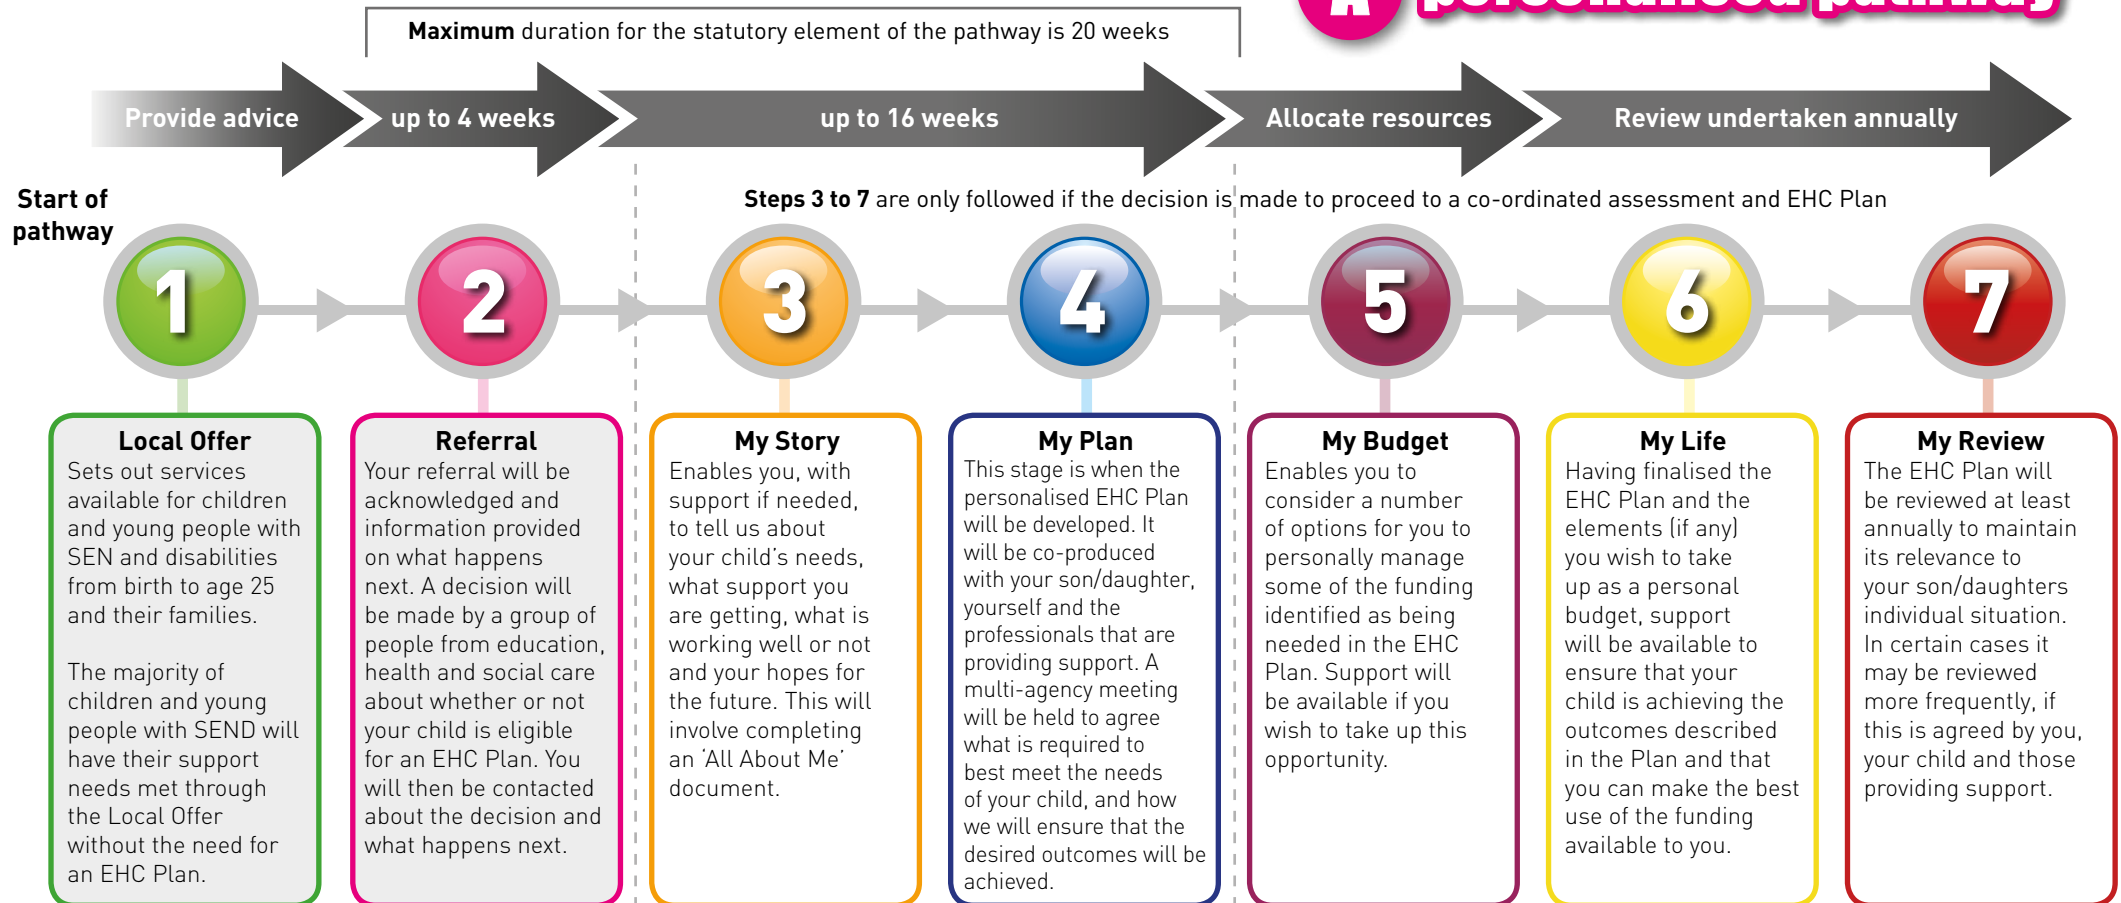 A personalised pathway
Maximum duration for the statutory element of the pathway is 20 weeks
Provide advice
up to 4 weeks
up to 16 weeks
Allocate resources
Review undertaken annually
Start of
pathway
Steps 3 to 7 are only followed if the decision is made to proceed to a co-ordinated assessment and EHC Plan
1
2
3
4
5
6
7
Local Offer
Sets out services
available for children
and young people with
SEN and disabilities
from birth to age 25
and their families.
The majority of
children and young
people with SEND will
have their support
needs met through
the Local Offer
without the need for
an EHC Plan.
Referral
Your referral will be
acknowledged and
information provided
on what happens
next. A decision will
be made by a group of
people from education,
health and social care
about whether or not
your child is eligible
for an EHC Plan. You
will then be contacted
about the decision and
what happens next.
My Story
Enables you, with
support if needed,
to tell us about
your child's needs,
what support you
are getting, what is
working well or not
and your hopes for
the future. This will
involve completing
an ‘All About Me’
document.
My Plan
This stage is when the
personalised EHC Plan
will be developed. It
will be co-produced
with your son/daughter,
yourself and the
professionals that are
providing support. A
multi-agency meeting
will be held to agree
what is required to
best meet the needs
of your child, and how
we will ensure that the
desired outcomes will be
achieved.
My Budget
Enables you to
consider a number
of options for you to
personally manage
some of the funding
identified as being
needed in the EHC
Plan. Support will
be available if you
wish to take up this
opportunity.
My Life
Having finalised the
EHC Plan and the
elements (if any)
you wish to take
up as a personal
budget, support
will be available to
ensure that your
child is achieving the
outcomes described
in the Plan and that
you can make the best
use of the funding
available to you.
My Review
The EHC Plan will
be reviewed at least
annually to maintain
its relevance to
your son/daughters
individual situation.
In certain cases it
may be reviewed
more frequently, if
this is agreed by you,
your child and those
providing support.